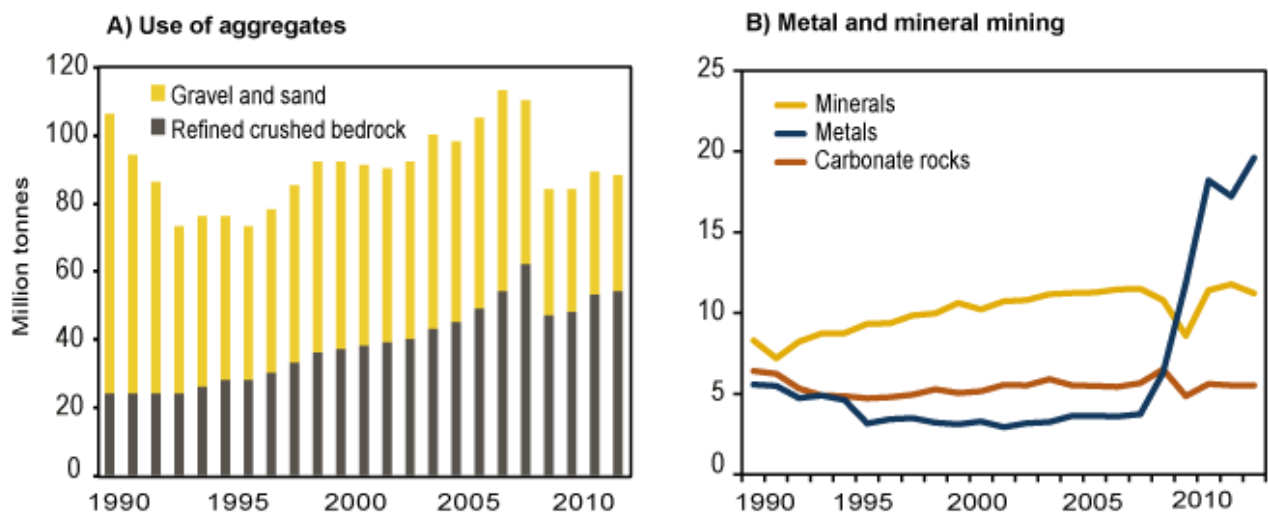 A) Use of aggregates
120
100
80
60
40
20
0
Million tonnes
Gravel and sand
Refined crushed bedrock
1990 1995 2000 2005 2010
B) Metal and mineral mining
25
20
15
10
5
0
Minerals
Metals
Carbonate rocks
1990 1995 2000 2005 2010